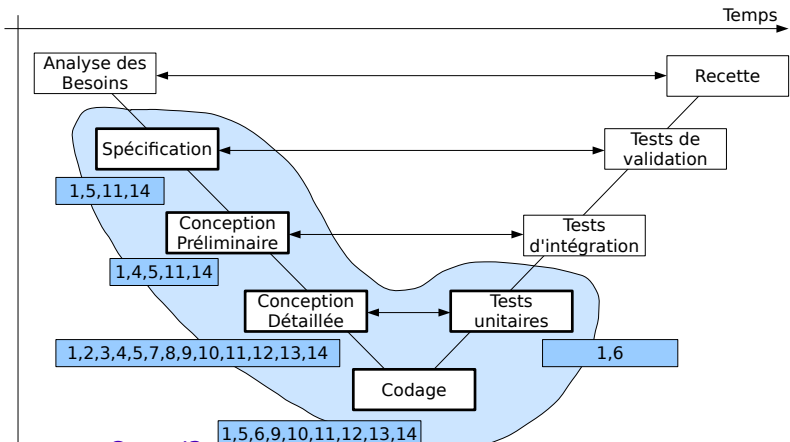 Temps
Analyse des
Besoins
Recette
Spécification
Tests de
validation
1,5,11,14
Conception
Préliminaire
Tests
d'intégration
1,4,5,11,14
Conception
Détaillée
Tests
unitaires
1,2,3,4,5,7,8,9,10,11,12,13,14
1,6
Codage
1,5,6,9,10,11,12,13,14